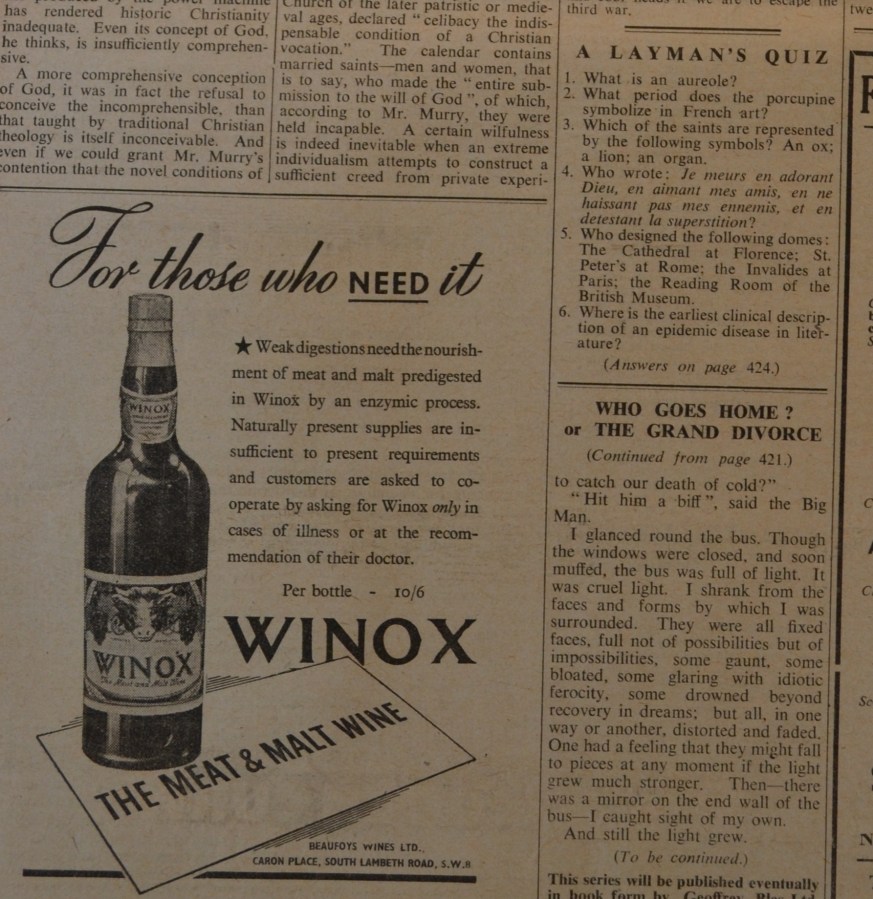 has rendered historic Christianity
inadequate. Even its concept of God,
he thinks, is insufficiently comprehen-
sive.
A more comprehensive conception
of God, it was in fact the refusal to
conceive the incomprehensible, than
that taught by traditional Christian
theology is itself inconceivable. And
even if we could grant Mr. Murry's
contention that the novel conditions of
Church of the later patristic or medie-
val ages, declared "celibacy the indis-
pensable condition of a Christian
vocation." The calendar contains
married saints—men and women, that
is to say, who made the "entire sub-
mission to the will of God", of which,
according to Mr. Murry, they were
held incapable. A certain wilfulness
is indeed inevitable when an extreme
individualism attempts to construct a
sufficient creed from private experi-
For those who NEED it
★ Weak digestions need the nourish-
ment of meat and malt predigested
in Winox by an enzymic process.
Naturally present supplies are in-
sufficient to present requirements
and customers are asked to co-
operate by asking for Winox only in
cases of illness or at the recom-
mendation of their doctor.
Per bottle - 10/6
WINOX
WINOX
WINOX
The Meat and Malt Wine
THE MEAT & MALT WINE
BEAUFOYS WINES LTD.,
CARON PLACE, SOUTH LAMBETH ROAD, S.W.8
third war.
A LAYMAN'S QUIZ
1. What is an aureole?
2. What period does the porcupine
symbolize in French art?
3. Which of the saints are represented
by the following symbols? An ox;
a lion; an organ.
4. Who wrote: Je meurs en adorant
Dieu, en aimant mes amis, en ne
haissant pas mes ennemis, et en
detestant la superstition?
5. Who designed the following domes:
The Cathedral at Florence; St.
Peter's at Rome; the Invalides at
Paris; the Reading Room of the
British Museum.
6. Where is the earliest clinical descrip-
tion of an epidemic disease in liter-
ature?
(Answers on page 424.)
WHO GOES HOME?
or THE GRAND DIVORCE
(Continued from page 421.)
to catch our death of cold?"
"Hit him a biff", said the Big
Man.
I glanced round the bus. Though
the windows were closed, and soon
muffed, the bus was full of light. It
was cruel light. I shrank from the
faces and forms by which I was
surrounded. They were all fixed
faces, full not of possibilities but of
impossibilities, some gaunt, some
bloated, some glaring with idiotic
ferocity, some drowned beyond
recovery in dreams; but all, in one
way or another, distorted and faded.
One had a feeling that they might fall
to pieces at any moment if the light
grew much stronger. Then—there
was a mirror on the end wall of the
bus—I caught sight of my own.
And still the light grew.
(To be continued.)
This series will be published eventually
in book form by Geoffrey